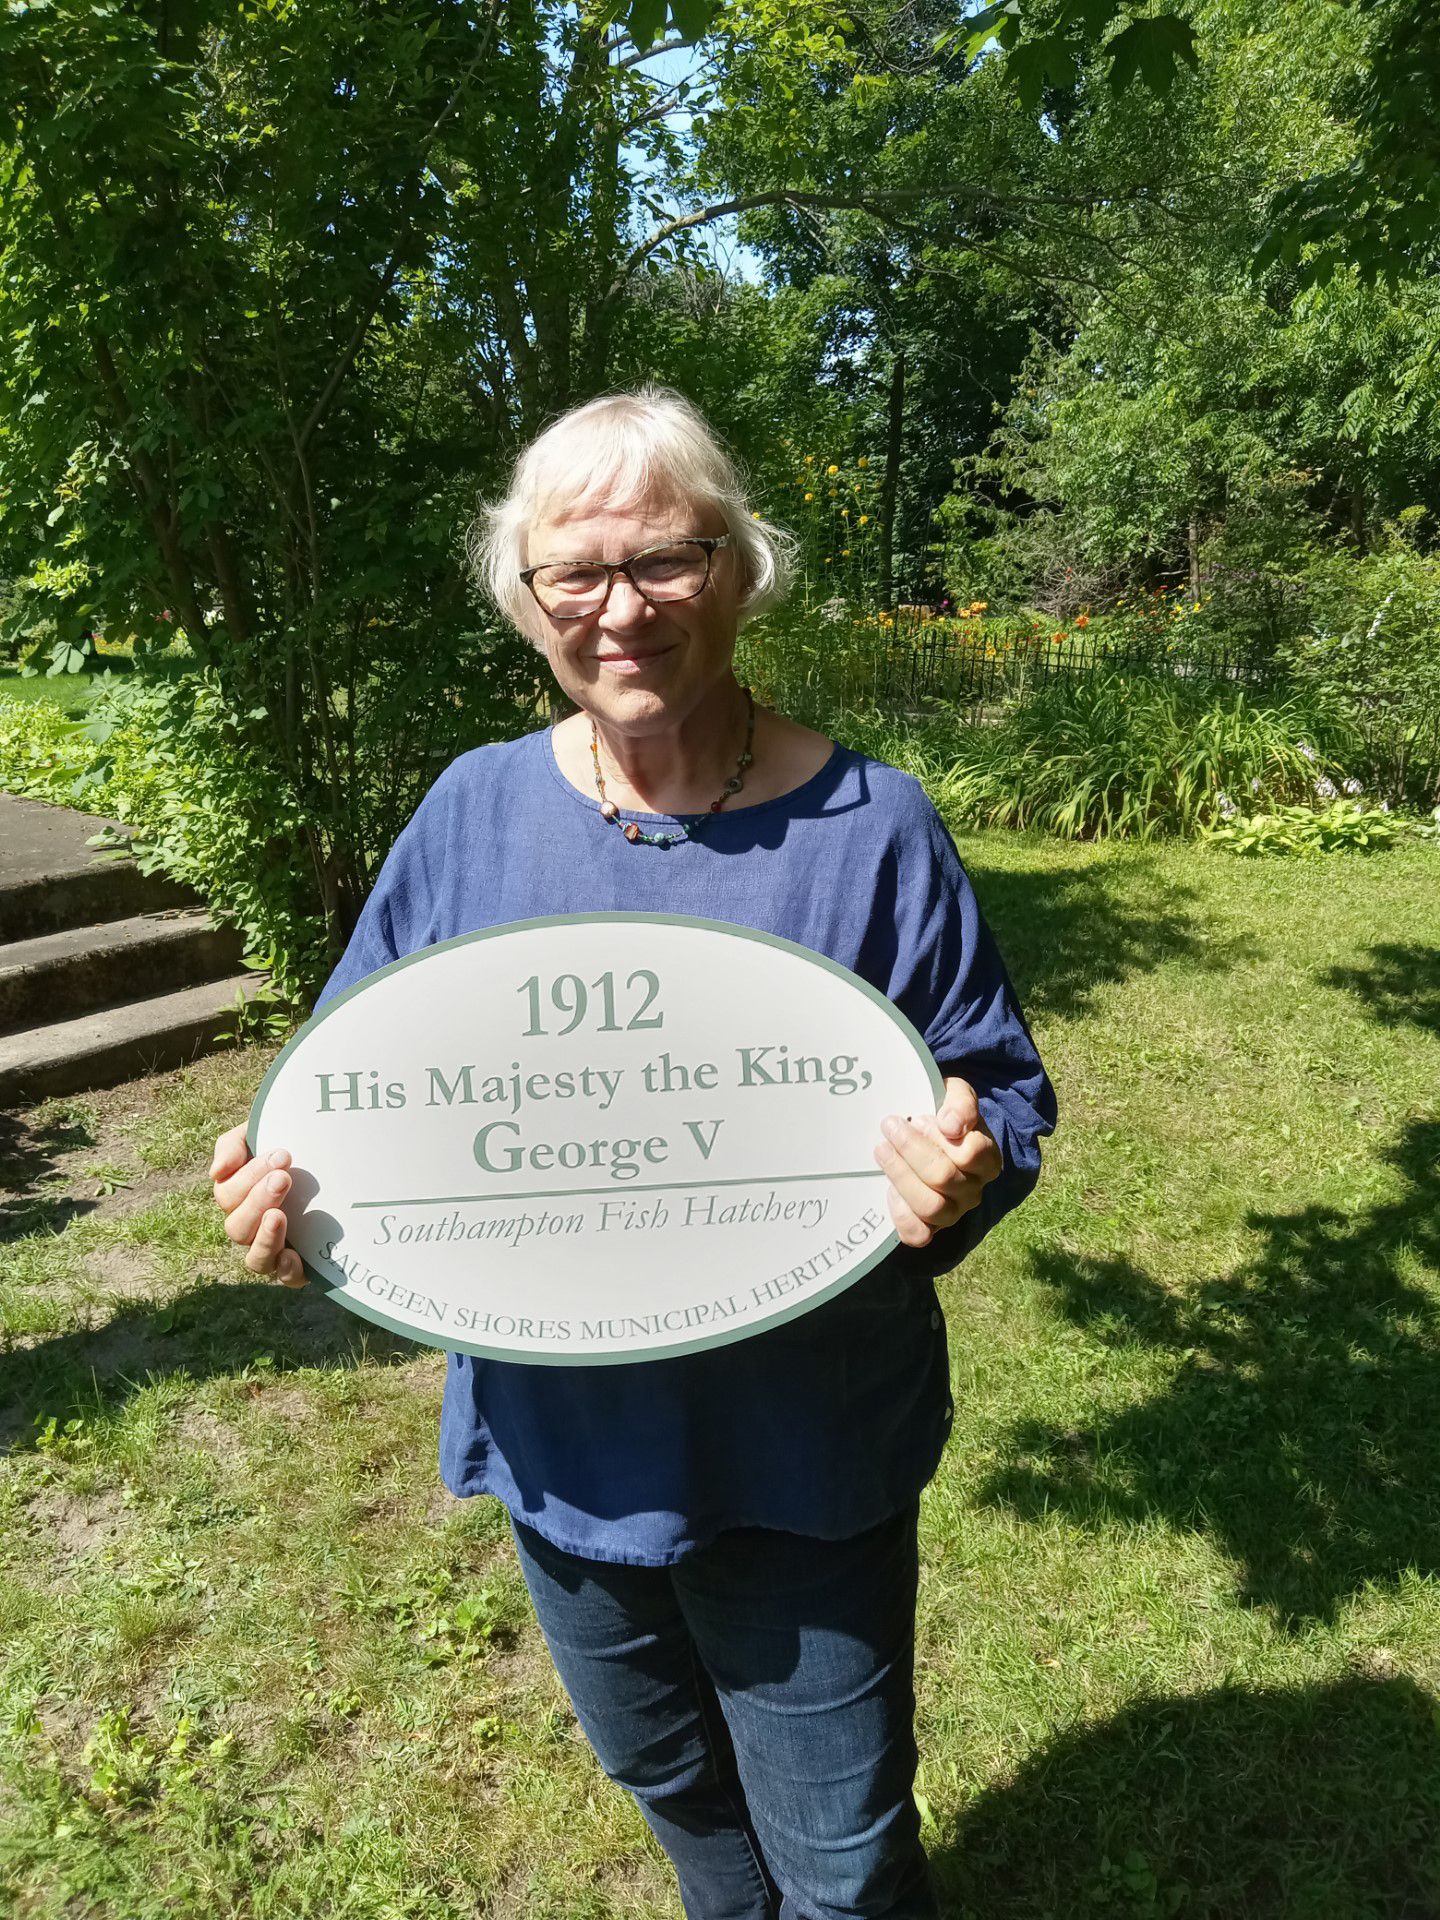 1912
His Majesty the King,
George V
Southampton Fish Hatchery
SAUGEEN SHORES MUNICIPAL HERITAGE